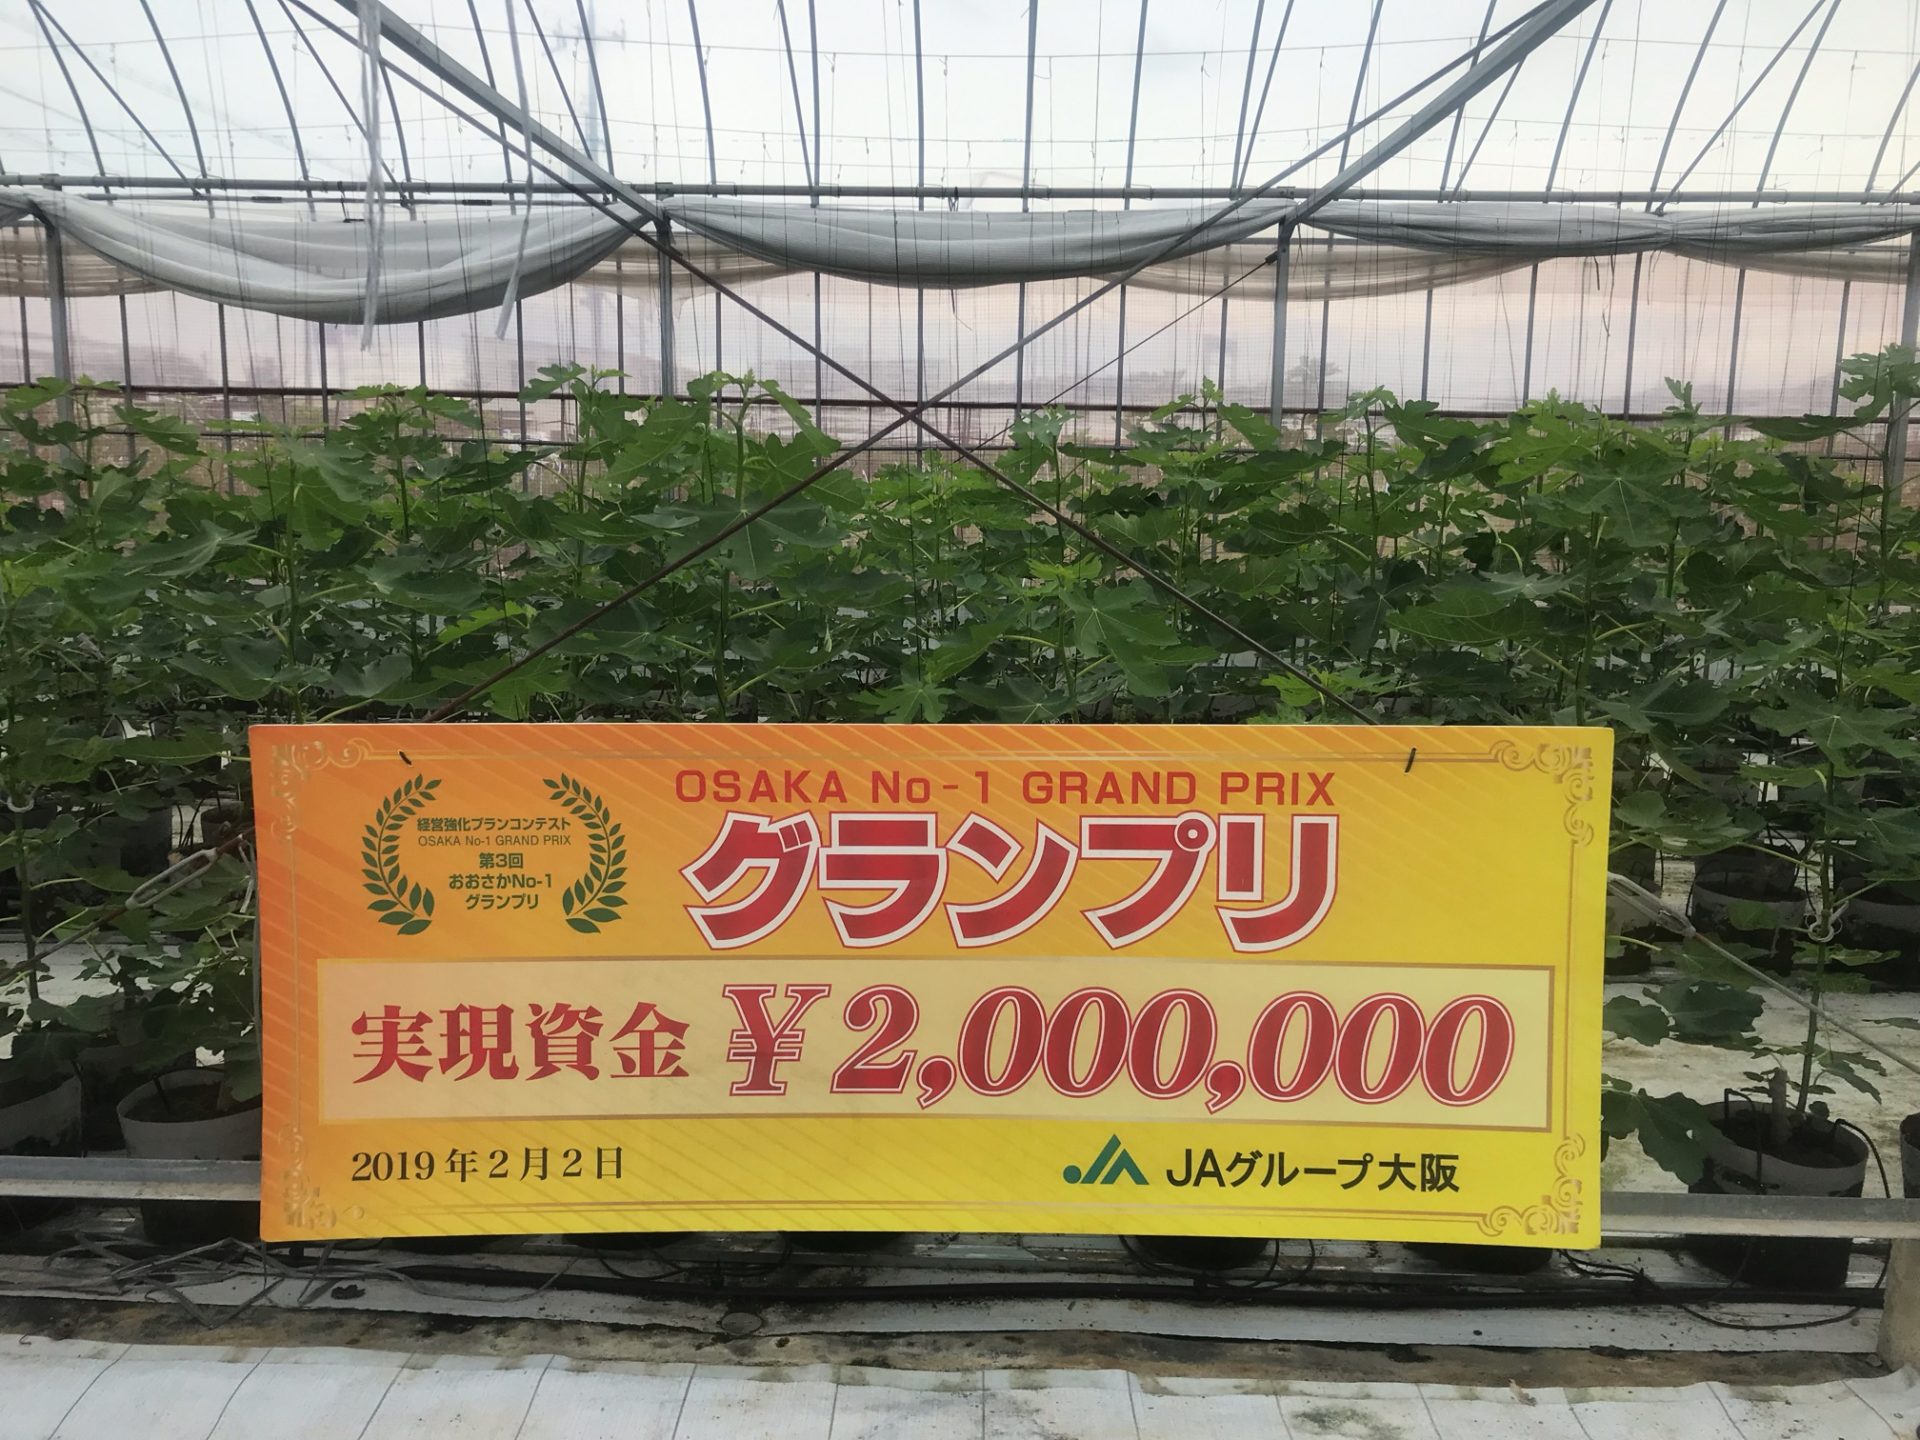 経営強化プランコンテスト
OSAKA No-1 GRAND PRIX
第3回
おおさかNo-1
グランプリ
OSAKA No-1 GRAND PRIX
グランプリ
実現資金 ¥2,000,000
2019年2月2日
JA JAグループ大阪